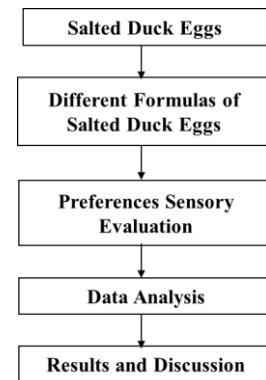 Salted Duck Eggs
Different Formulas of
Salted Duck Eggs
Preferences Sensory
Evaluation
Data Analysis
Results and Discussion